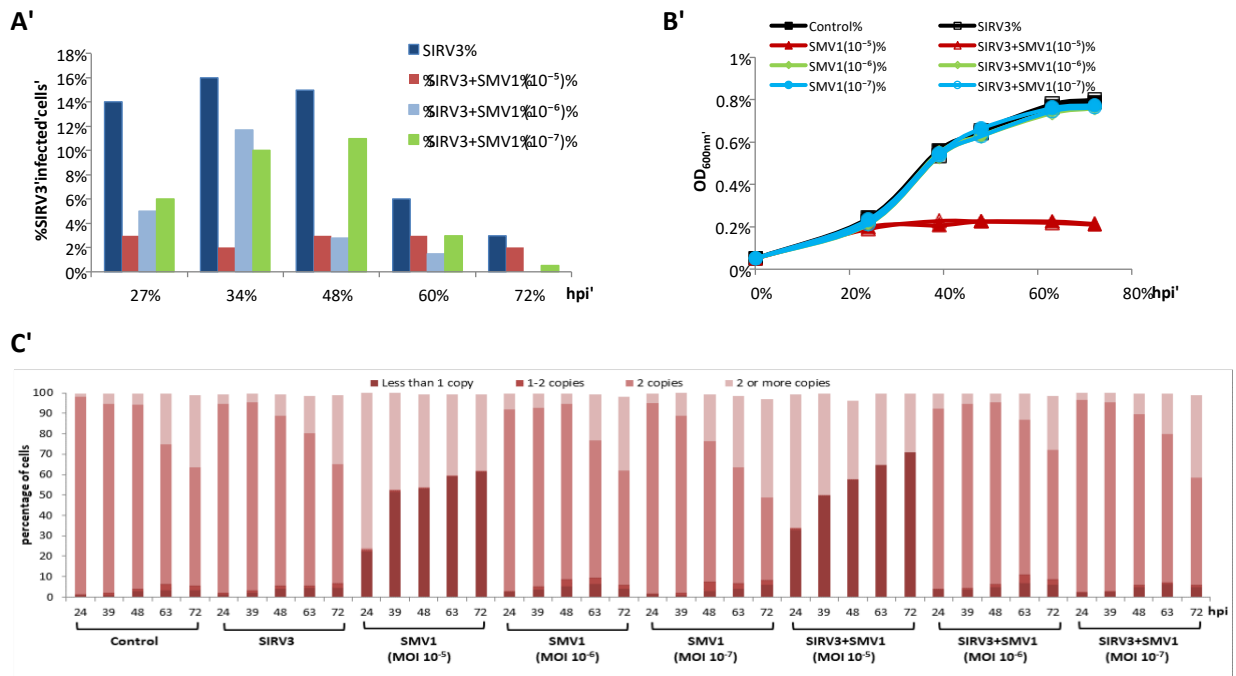 A'
18%
16%
14%
12%
10%
8%
6%
4%
2%
0%
%SIRV3'infected'cells'
SIRV3%
%SIRV3+SMV1(10⁻⁵)%
%SIRV3+SMV1(10⁻⁶)%
%SIRV3+SMV1(10⁻⁷)%
27% 34% 48% 60% 72% hpi'
B'
Control% SIRV3%
SMV1(10⁻⁵)% SIRV3+SMV1(10⁻⁵)%
SMV1(10⁻⁶)% SIRV3+SMV1(10⁻⁶)%
SMV1(10⁻⁷)% SIRV3+SMV1(10⁻⁷)%
1%
0.8%
0.6%
0.4%
0.2%
0%
OD600nm'
0% 20% 40% 60% 80% hpi'
C'
Less than 1 copy 1-2 copies 2 copies 2 or more copies
100
90
80
70
60
50
40
30
20
10
0
percentage of cells
24 39 48 63 72 24 39 48 63 72 24 39 48 63 72 24 39 48 63 72 24 39 48 63 72 24 39 48 63 72 24 39 48 63 72 24 39 48 63 72 hpi
Control SIRV3 SMV1 SMV1 SMV1 SIRV3+SMV1 SIRV3+SMV1 SIRV3+SMV1
(MOI 10⁻⁵) (MOI 10⁻⁶) (MOI 10⁻⁷) (MOI 10⁻⁵) (MOI 10⁻⁶) (MOI 10⁻⁷)